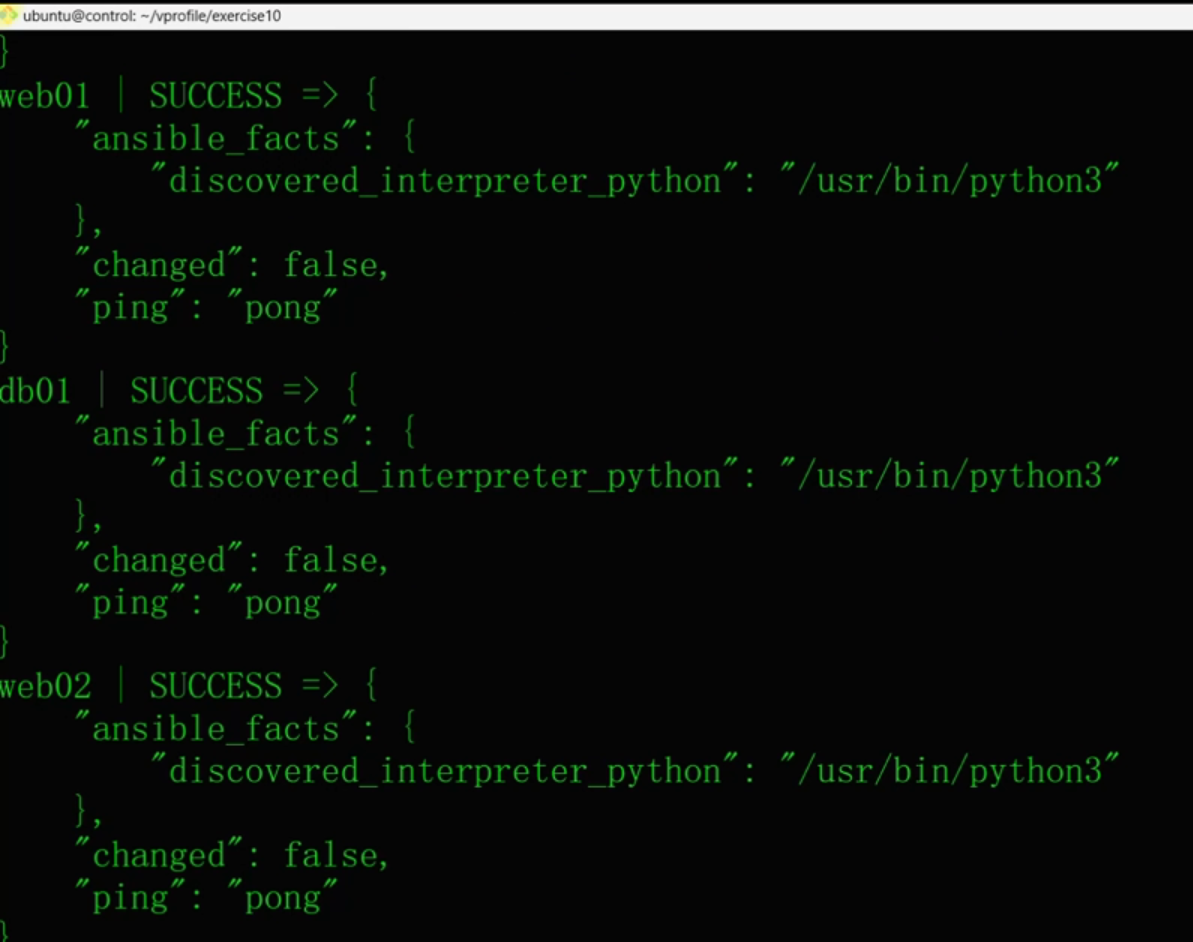 ubuntu@control: ~/vprofile/exercise10
}
web01 | SUCCESS => {
    "ansible_facts": {
        "discovered_interpreter_python": "/usr/bin/python3"
    },
    "changed": false,
    "ping": "pong"
}
db01 | SUCCESS => {
    "ansible_facts": {
        "discovered_interpreter_python": "/usr/bin/python3"
    },
    "changed": false,
    "ping": "pong"
}
web02 | SUCCESS => {
    "ansible_facts": {
        "discovered_interpreter_python": "/usr/bin/python3"
    },
    "changed": false,
    "ping": "pong"
}